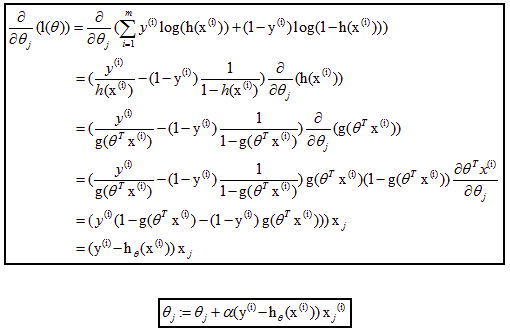 ∂/∂θ_j (l(θ)) = ∂/∂θ_j (∑_{i=1}^{m} y^(i) log(h(x^(i))) + (1−y^(i)) log(1−h(x^(i))))
= (y^(i)/h(x^(i)) − (1−y^(i)) 1/(1−h(x^(i)))) ∂/∂θ_j (h(x^(i)))
= (y^(i)/g(θ^T x^(i)) − (1−y^(i)) 1/(1−g(θ^T x^(i)))) ∂/∂θ_j (g(θ^T x^(i)))
= (y^(i)/g(θ^T x^(i)) − (1−y^(i)) 1/(1−g(θ^T x^(i)))) g(θ^T x^(i))(1−g(θ^T x^(i))) ∂θ^T x^(i)/∂θ_j
= (y^(i)(1−g(θ^T x^(i))−(1−y^(i)) g(θ^T x^(i)))) x_j
= (y^(i)−h_θ(x^(i))) x_j
θ_j := θ_j + α(y^(i)−h_θ(x^(i))) x_j^(i)